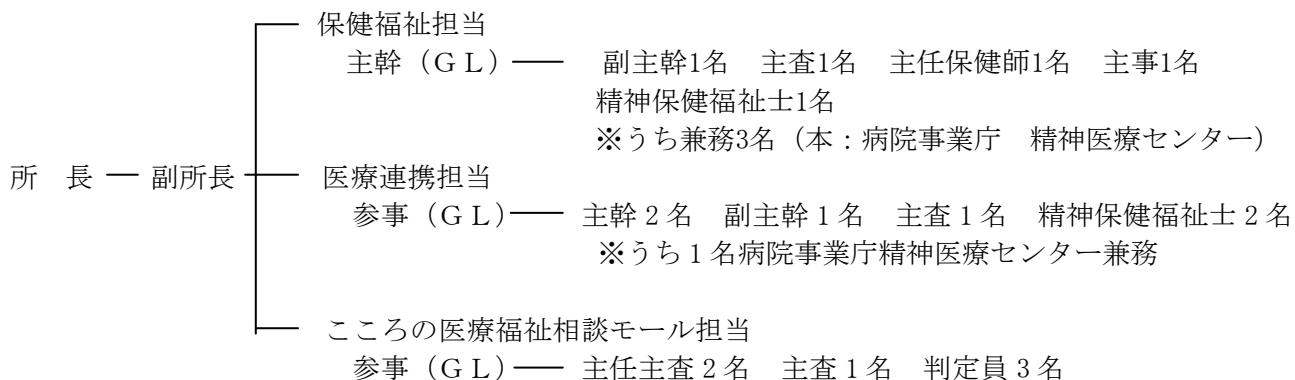 保健福祉担当
主幹（ＧＬ） 副主幹1名　主査1名　主任保健師1名　主事1名
精神保健福祉士1名
※うち兼務3名（本：病院事業庁　精神医療センター）
所　長 副所長 医療連携担当
参事（ＧＬ） 主幹２名　副主幹１名　主査１名　精神保健福祉士２名
※うち１名病院事業庁精神医療センター兼務
こころの医療福祉相談モール担当
参事（ＧＬ） 主任主査２名　主査１名　判定員３名